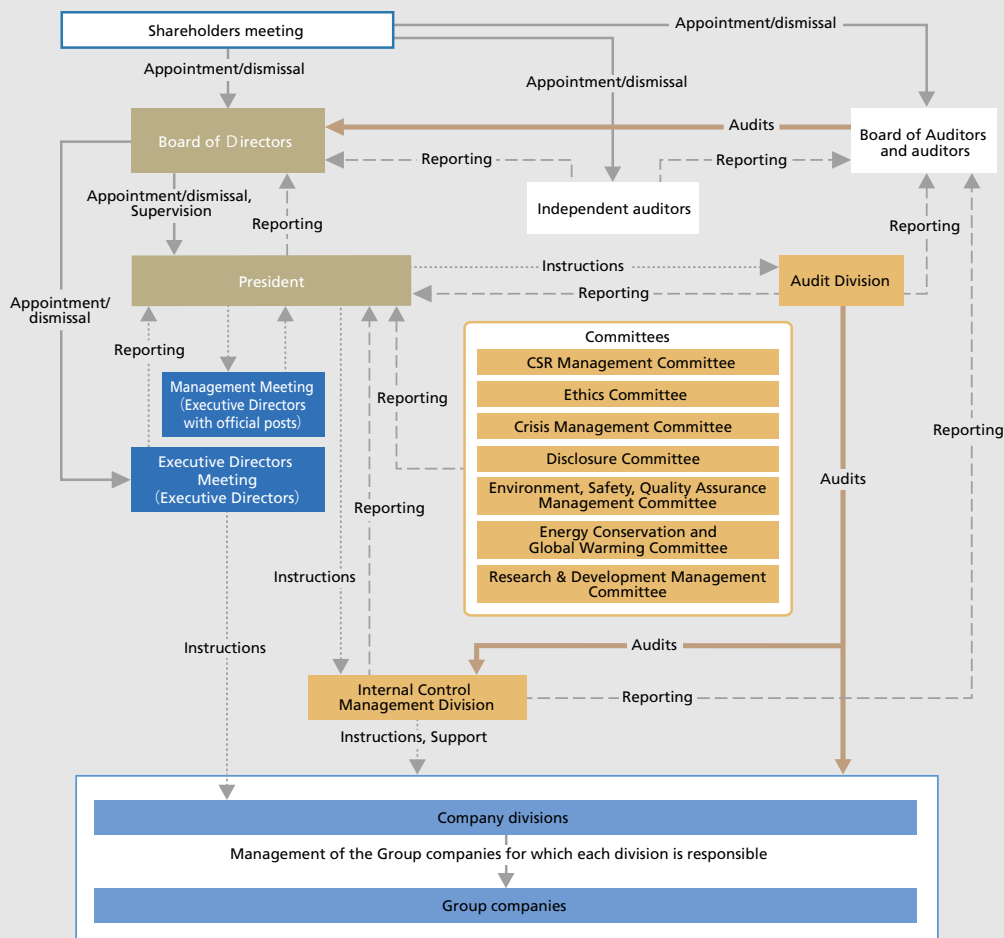 Shareholders meeting
Appointment/dismissal
Appointment/dismissal
Appointment/dismissal
Board of Directors
Audits
Board of Auditors
and auditors
Reporting
Reporting
Independent auditors
Appointment/dismissal,
Supervision
Reporting
Reporting
President
Instructions
Reporting
Audit Division
Appointment/
dismissal
Reporting
Management Meeting
(Executive Directors
with official posts)
Executive Directors
Meeting
(Executive Directors)
Reporting
Reporting
Committees
CSR Management Committee
Ethics Committee
Crisis Management Committee
Disclosure Committee
Environment, Safety, Quality Assurance
Management Committee
Energy Conservation and
Global Warming Committee
Research & Development Management
Committee
Reporting
Audits
Instructions
Instructions
Audits
Internal Control
Management Division
Reporting
Instructions, Support
Company divisions
Management of the Group companies for which each division is responsible
Group companies